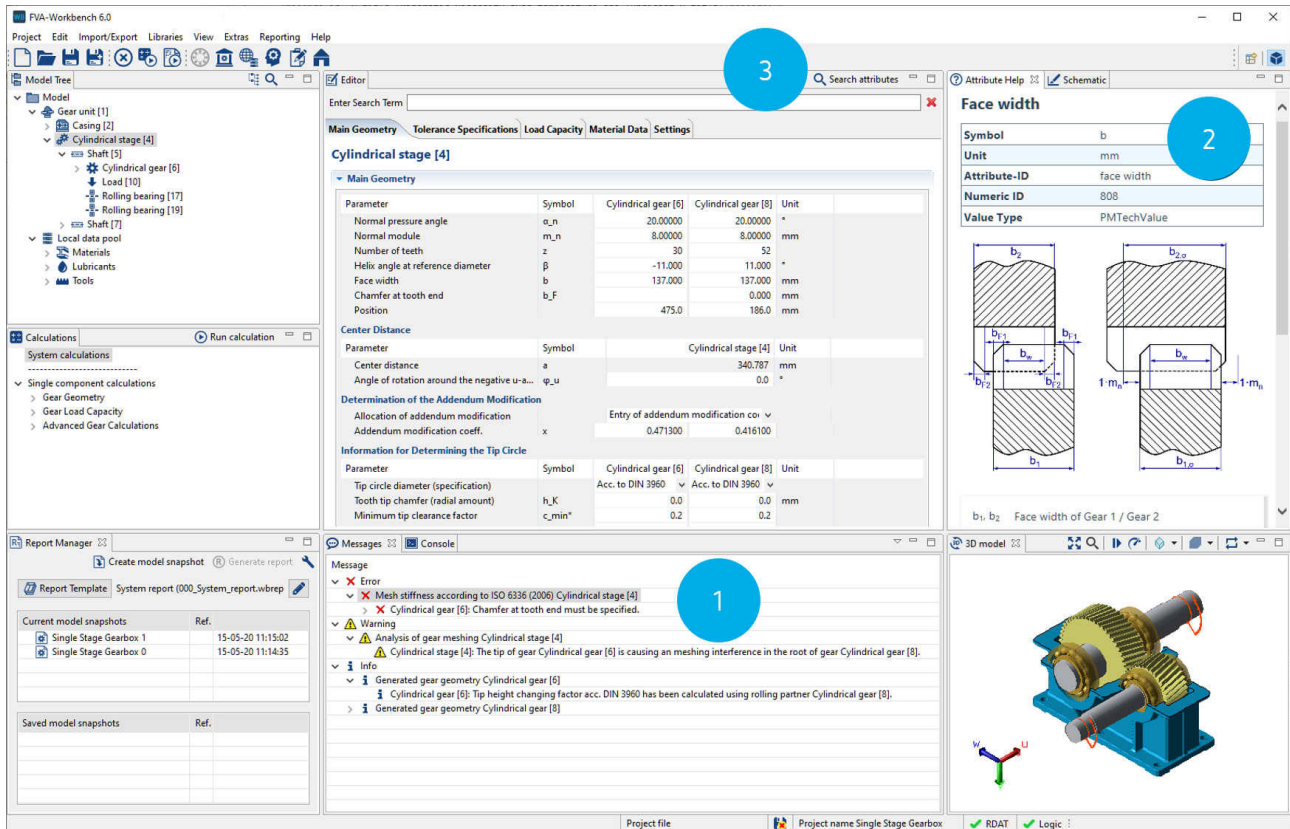 FVA-Workbench 6.0
Project Edit Import/Export Libraries View Extras Reporting Help
Model Tree
Model
Gear unit [1]
Casing [2]
Cylindrical stage [4]
Shaft [5]
Cylindrical gear [6]
Load [10]
Rolling bearing [17]
Rolling bearing [19]
Shaft [7]
Local data pool
Materials
Lubricants
Tools
Calculations Run calculation
System calculations
----------------------------
Single component calculations
Gear Geometry
Gear Load Capacity
Advanced Gear Calculations
Report Manager
Create model snapshot Generate report
Report Template System report (000_System_report.wbrep
Current model snapshots Ref.
Single Stage Gearbox 1 15-05-20 11:15:02
Single Stage Gearbox 0 15-05-20 11:14:35
Saved model snapshots Ref.
Editor Search attributes
3
Enter Search Term
Main Geometry Tolerance Specifications Load Capacity Material Data Settings
Cylindrical stage [4]
Main Geometry
Parameter Symbol Cylindrical gear [6] Cylindrical gear [8] Unit
Normal pressure angle α_n 20.00000 20.00000 °
Normal module m_n 8.00000 8.00000 mm
Number of teeth z 30 52
Helix angle at reference diameter β -11.000 11.000 °
Face width b 137.000 137.000 mm
Chamfer at tooth end b_F 0.000 mm
Position 475.0 186.0 mm
Center Distance
Parameter Symbol Cylindrical stage [4] Unit
Center distance a 340.787 mm
Angle of rotation around the negative u-a... φ_u 0.0 °
Determination of the Addendum Modification
Allocation of addendum modification Entry of addendum modification co
Addendum modification coeff. x 0.471300 0.416100
Information for Determining the Tip Circle
Parameter Symbol Cylindrical gear [6] Cylindrical gear [8] Unit
Tip circle diameter (specification) Acc. to DIN 3960 Acc. to DIN 3960
Tooth tip chamfer (radial amount) h_K 0.0 0.0 mm
Minimum tip clearance factor c_min* 0.2 0.2
Messages Console
Message
1
Error
Mesh stiffness according to ISO 6336 (2006) Cylindrical stage [4]
Cylindrical gear [6]: Chamfer at tooth end must be specified.
Warning
Analysis of gear meshing Cylindrical stage [4]
Cylindrical stage [4]: The tip of gear Cylindrical gear [6] is causing an meshing interference in the root of gear Cylindrical gear [8].
Info
Generated gear geometry Cylindrical gear [6]
Cylindrical gear [6]: Tip height changing factor acc. DIN 3960 has been calculated using rolling partner Cylindrical gear [8].
Generated gear geometry Cylindrical gear [8]
Attribute Help Schematic
Face width
2
Symbol b
Unit mm
Attribute-ID face width
Numeric ID 808
Value Type PMTechValue
b₂ b₂,σ
bF1 bF1
bw bw
bF2 bF2 1·mn 1·mn
b₁ b₁,σ
b₁, b₂ Face width of Gear 1 / Gear 2
3D model
W U
Project file Project name Single Stage Gearbox RDAT Logic